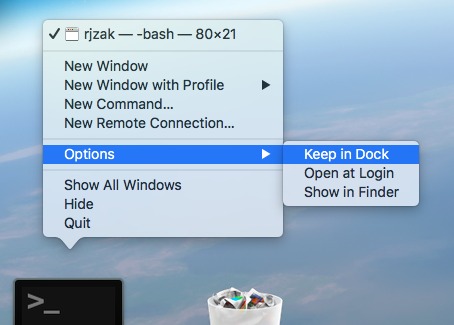 ✓ rjzak — -bash — 80×21
New Window
New Window with Profile ▶
New Command...
New Remote Connection...
Options ▶
Keep in Dock
Open at Login
Show in Finder
Show All Windows
Hide
Quit
>_